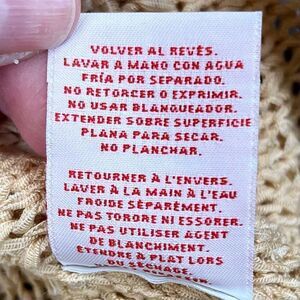 VOLVER AL REVÉS.
LAVAR A MANO CON AGUA
FRÍA POR SEPARADO.
NO RETORCER O EXPRIMIR.
NO USAR BLANQUEADOR.
EXTENDER SOBRE SUPERFICIE
PLANA PARA SECAR.
NO PLANCHAR.
RETOURNER À L'ENVERS.
LAVER À LA MAIN À L'EAU
FROIDE SÉPARÉMENT.
NE PAS TORDRE NI ESSORER.
NE PAS UTILISER AGENT
DE BLANCHIMENT.
ÉTENDRE À PLAT LORS
DU SÉCHAGE.